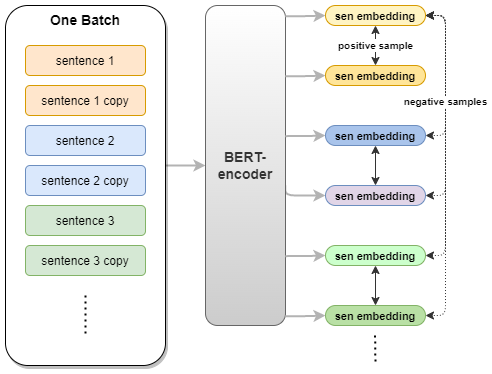 One Batch
sentence 1
sentence 1 copy
sentence 2
sentence 2 copy
sentence 3
sentence 3 copy
BERT-
encoder
sen embedding
positive sample
sen embedding
negative samples
sen embedding
sen embedding
sen embedding
sen embedding